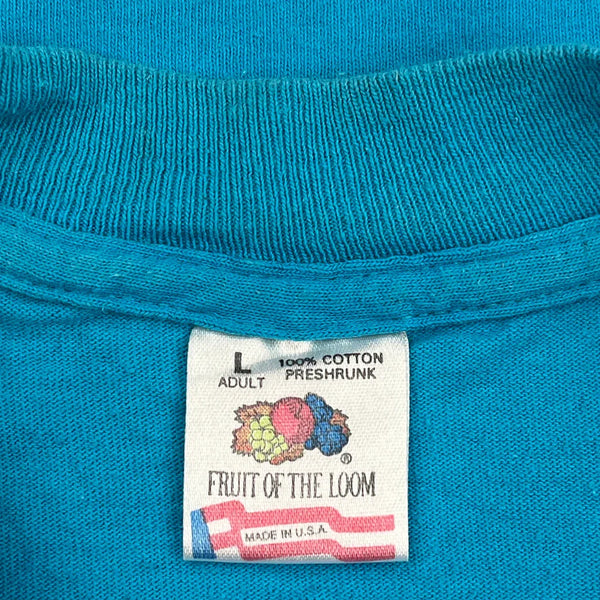 L 100% COTTON
ADULT PRESHRUNK
®
FRUIT OF THE LOOM
MADE IN U.S.A.